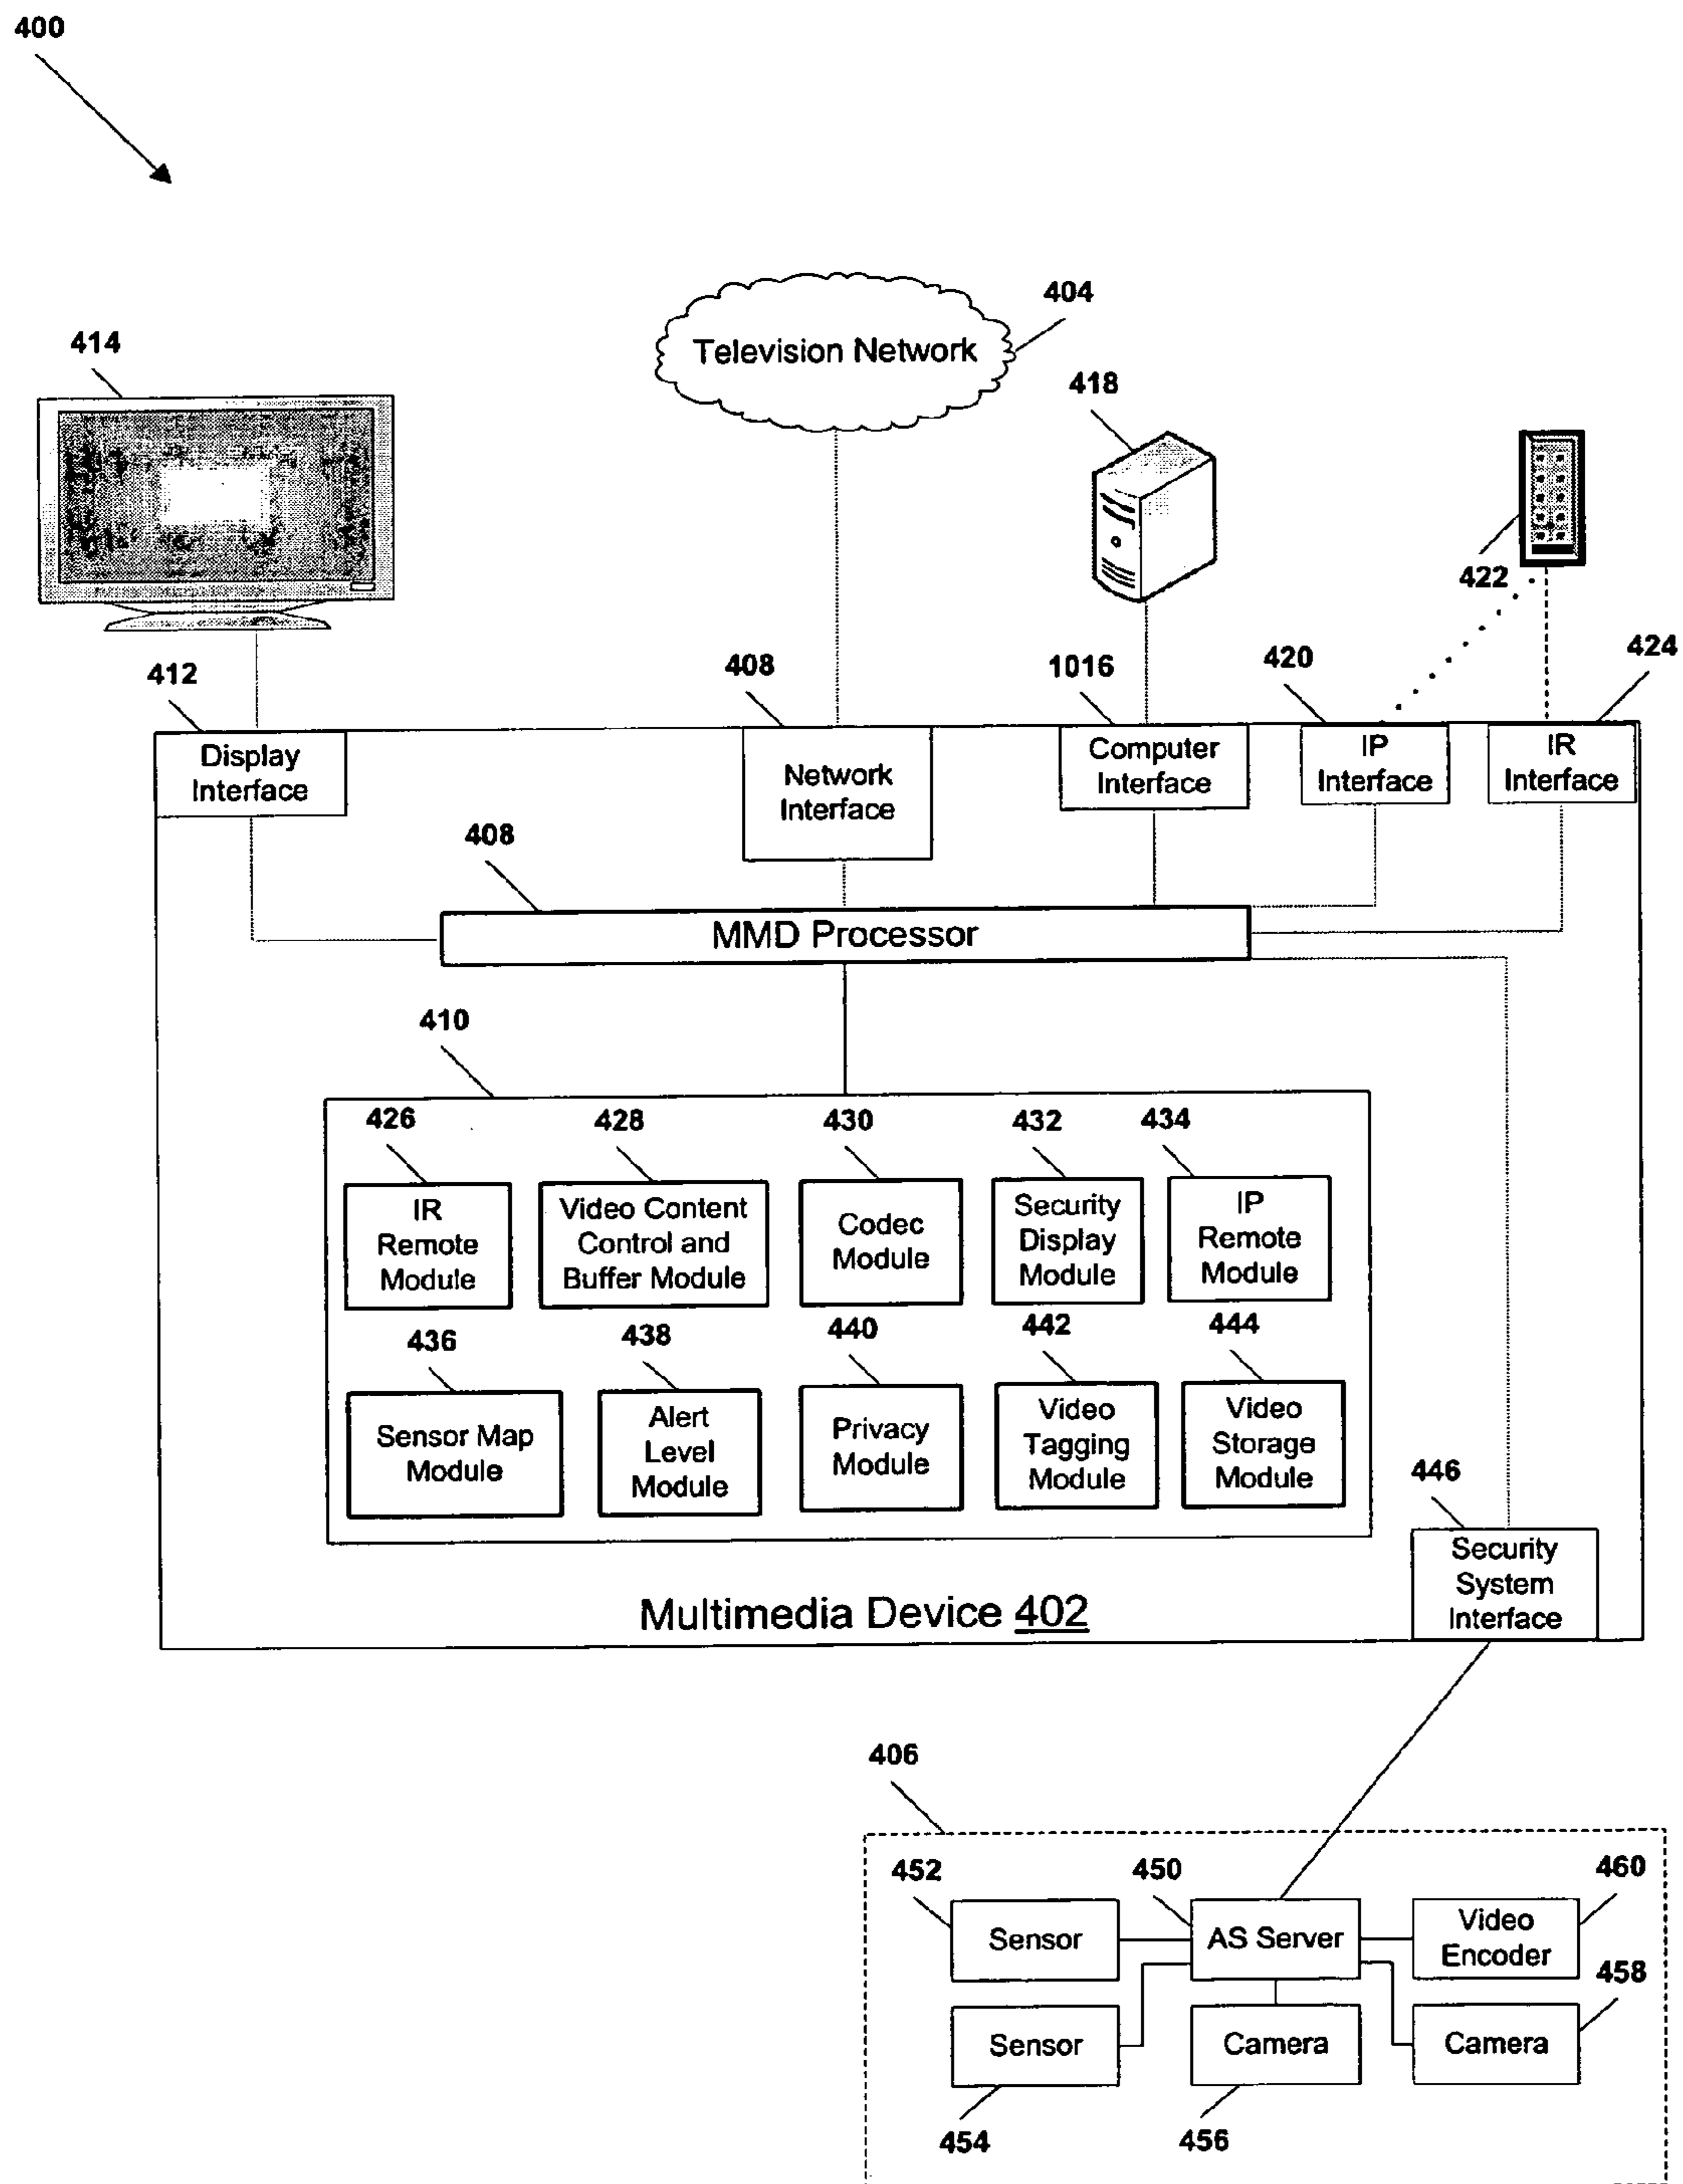 400
404
Television Network
414
418
422
412
408
1016
420
424
Display
Interface
Network
Interface
Computer
Interface
IP
Interface
IR
Interface
408
MMD Processor
410
426
428
430
432
434
IR
Remote
Module
Video Content
Control and
Buffer Module
Codec
Module
Security
Display
Module
IP
Remote
Module
436
438
440
442
444
Sensor Map
Module
Alert
Level
Module
Privacy
Module
Video
Tagging
Module
Video
Storage
Module
446
Security
System
Interface
Multimedia Device 402
406
452
450
460
Sensor
AS Server
Video
Encoder
458
Sensor
Camera
Camera
454
456